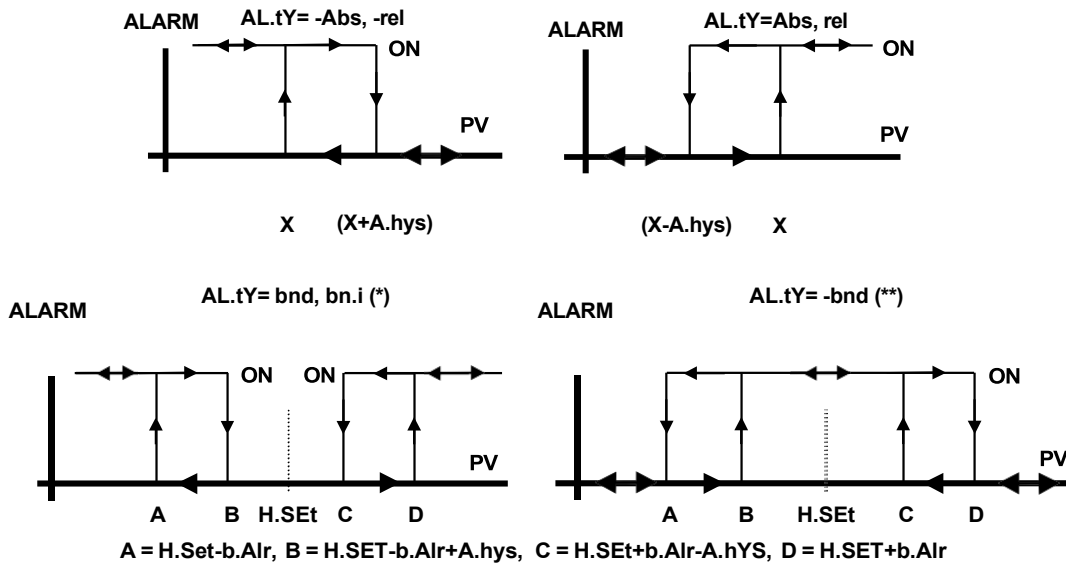 AL.tY= -Abs, -rel
ALARM
ON
PV
X (X+A.hys)
AL.tY=Abs, rel
ALARM
ON
PV
(X-A.hys) X
AL.tY= bnd, bn.i (*)
ALARM
ON ON
PV
A B H.SEt C D
AL.tY= -bnd (**)
ALARM
ON
PV
A B H.SEt C D
A = H.Set-b.Alr, B = H.SET-b.Alr+A.hys, C = H.SEt+b.Alr-A.hYS, D = H.SET+b.Alr